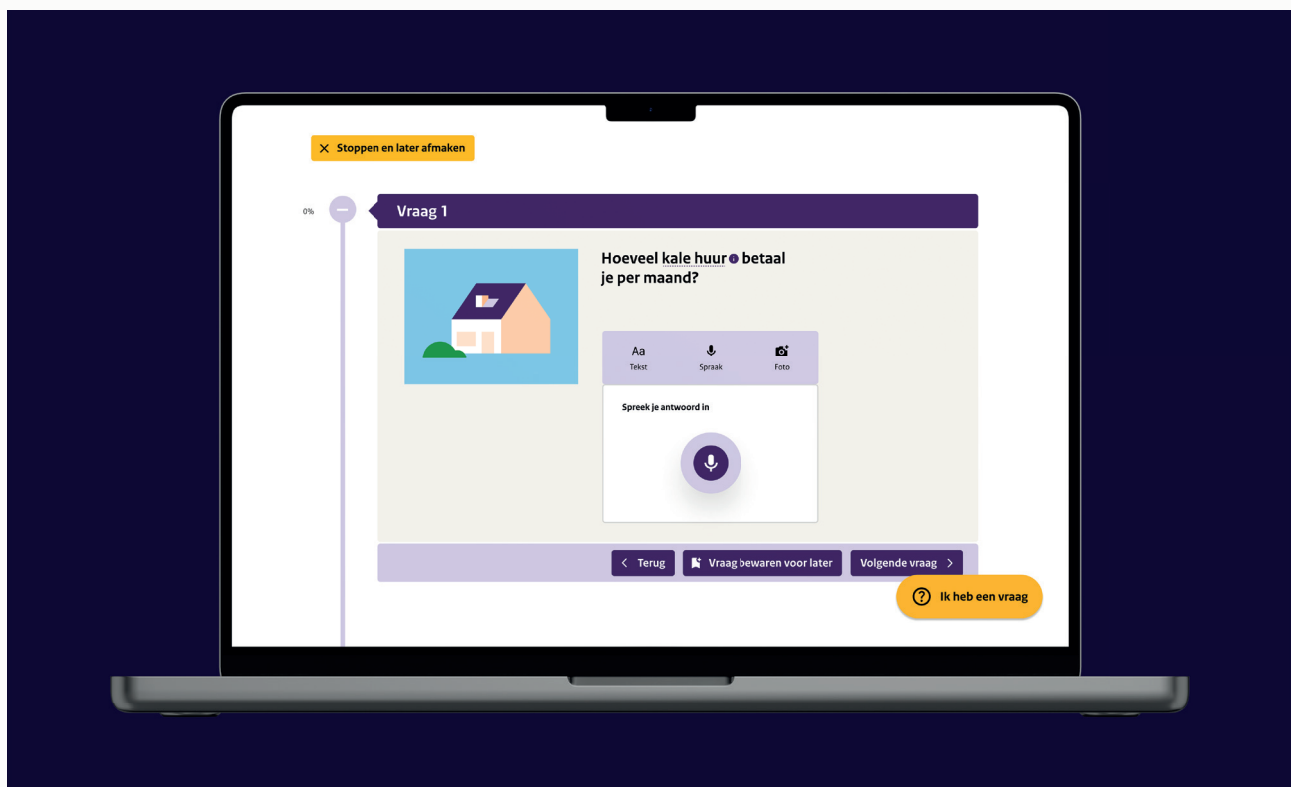 Stoppen en later afmaken
0%
Vraag 1
Hoeveel kale huur betaal
je per maand?
Aa
Tekst
Spraak
Foto
Spreek je antwoord in
Terug
Vraag bewaren voor later
Volgende vraag
Ik heb een vraag